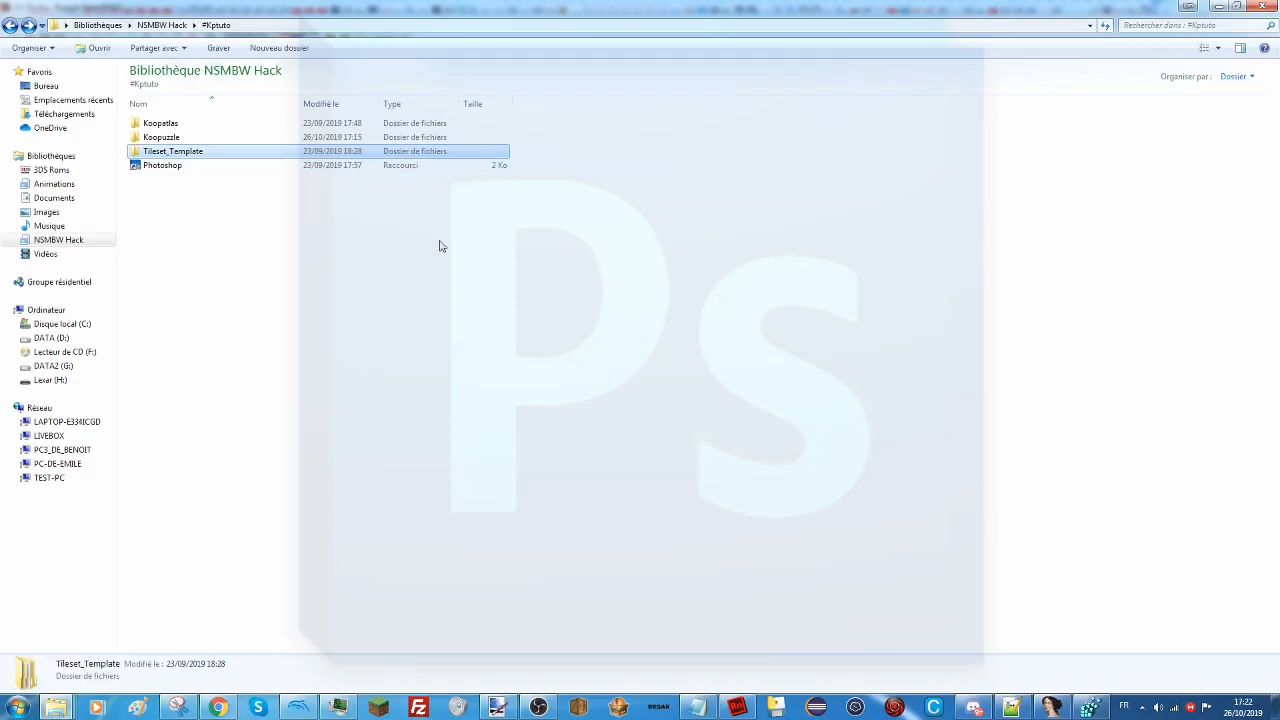 Bibliothèques
NSMBW Hack
#Kptuto
Rechercher dans : #Kptuto
Organiser
Ouvrir
Partager avec
Graver
Nouveau dossier
Favoris
Bureau
Emplacements récents
Téléchargements
OneDrive
Bibliothèques
3DS Roms
Animations
Documents
Images
Musique
NSMBW Hack
Vidéos
Groupe résidentiel
Ordinateur
Disque local (C:)
DATA (D:)
Lecteur de CD (F:)
DATA2 (G:)
Lexar (H:)
Réseau
LAPTOP-E334ICGD
LIVEBOX
PC3_DE_BENOIT
PC-DE-EMILE
TEST-PC
Bibliothèque NSMBW Hack
#Kptuto
Organiser par : Dossier
Nom Modifié le Type Taille
Koopatlas 23/09/2019 17:48 Dossier de fichiers
Koopuzzle 26/10/2019 17:15 Dossier de fichiers
Tileset_Template 23/09/2019 18:28 Dossier de fichiers
Photoshop 23/09/2019 17:57 Raccourci 2 Ko
Ps
Tileset_Template Modifié le : 23/09/2019 18:28
Dossier de fichiers
BRSAR
Rn
FR
17:22
26/10/2019